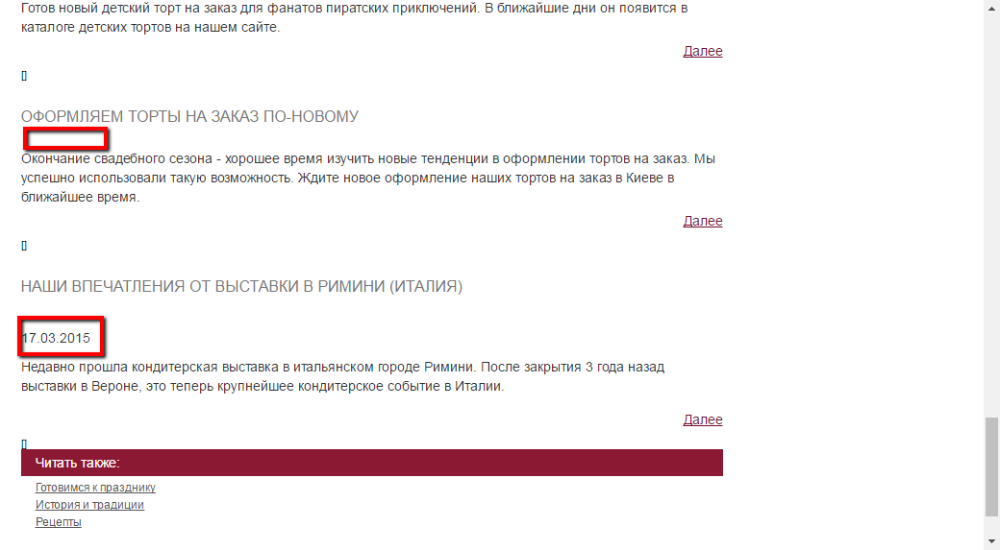 Готов новый детский торт на заказ для фанатов пиратских приключений. В ближайшие дни он появится в
каталоге детских тортов на нашем сайте.
Далее
[]
ОФОРМЛЯЕМ ТОРТЫ НА ЗАКАЗ ПО-НОВОМУ
Окончание свадебного сезона - хорошее время изучить новые тенденции в оформлении тортов на заказ. Мы
успешно использовали такую возможность. Ждите новое оформление наших тортов на заказ в Киеве в
ближайшее время.
Далее
[]
НАШИ ВПЕЧАТЛЕНИЯ ОТ ВЫСТАВКИ В РИМИНИ (ИТАЛИЯ)
17.03.2015
Недавно прошла кондитерская выставка в итальянском городе Римини. После закрытия 3 года назад
выставки в Вероне, это теперь крупнейшее кондитерское событие в Италии.
Далее
[]
Читать также:
Готовимся к празднику
История и традиции
Рецепты